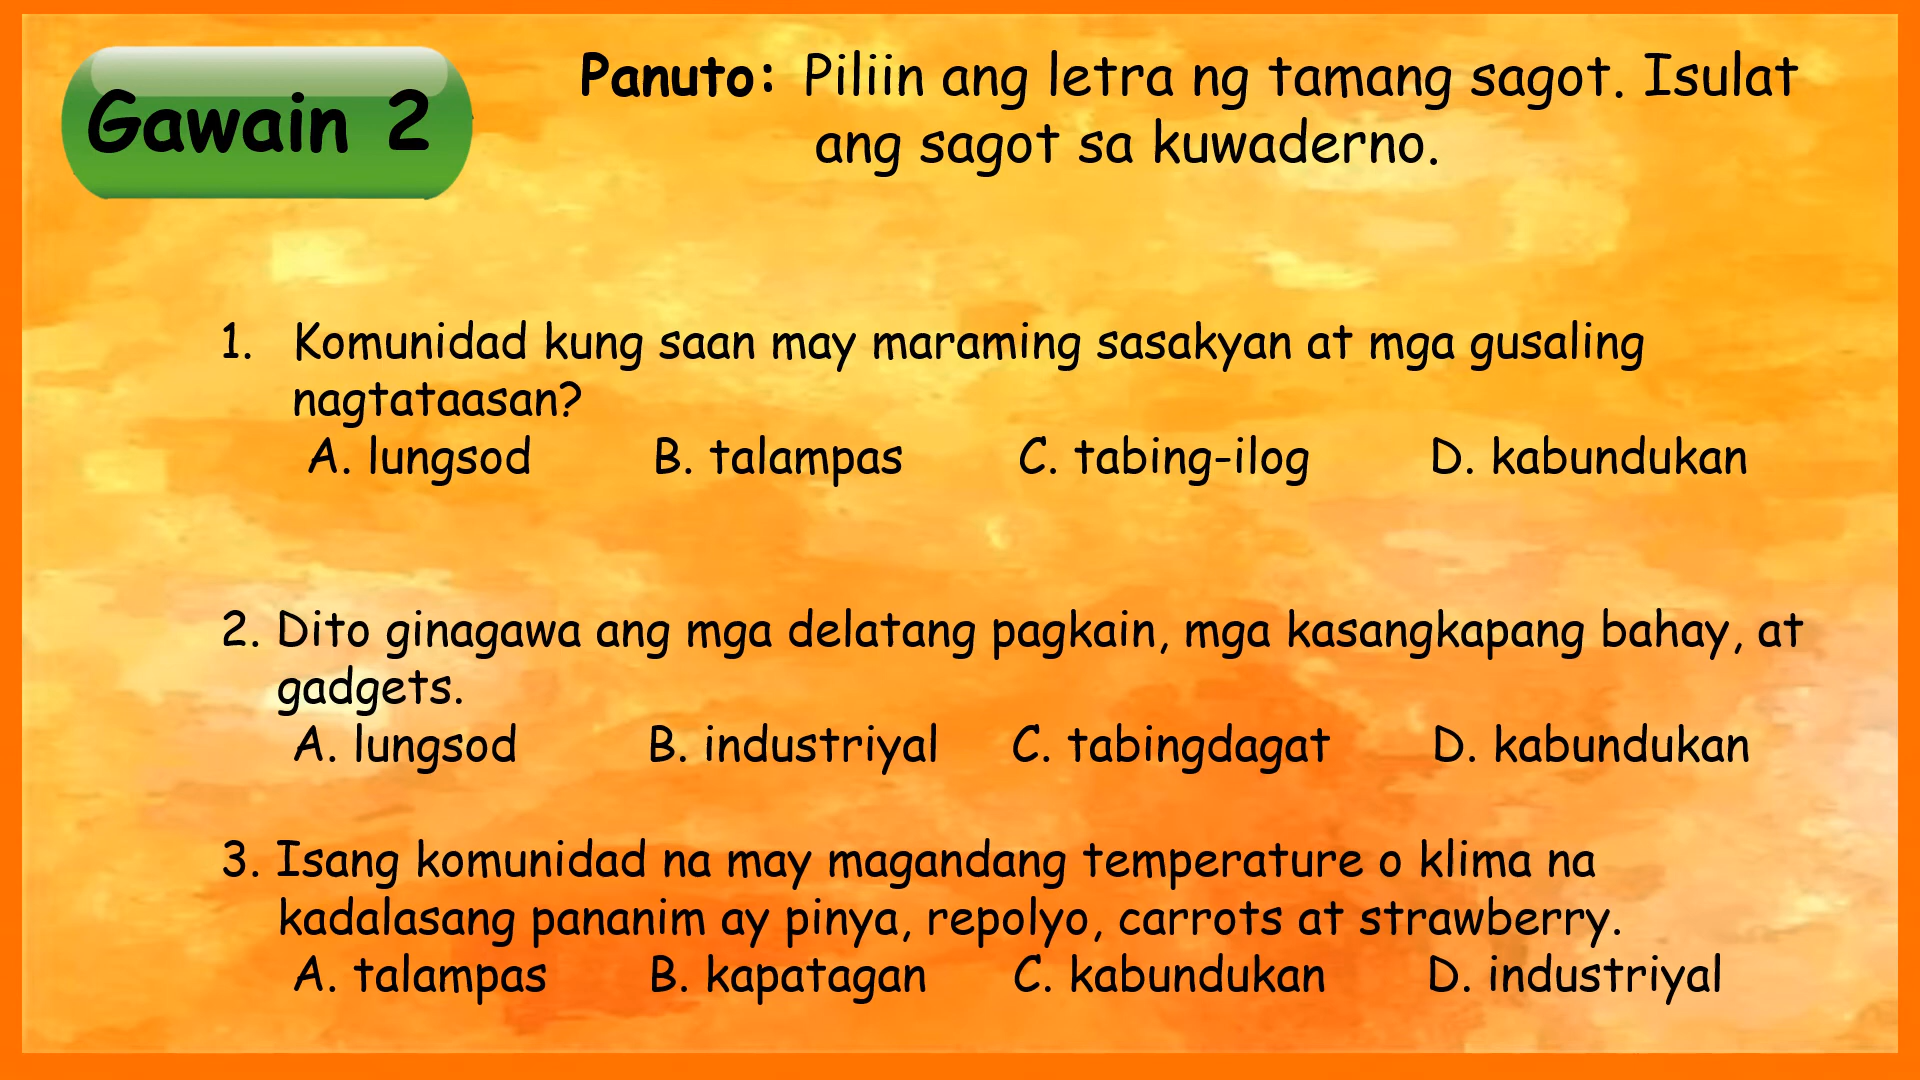 Gawain 2
Panuto: Piliin ang letra ng tamang sagot. Isulat
ang sagot sa kuwaderno.
1. Komunidad kung saan may maraming sasakyan at mga gusaling
nagtataasan?
A. lungsod B. talampas C. tabing-ilog D. kabundukan
2. Dito ginagawa ang mga delatang pagkain, mga kasangkapang bahay, at
gadgets.
A. lungsod B. industriyal C. tabingdagat D. kabundukan
3. Isang komunidad na may magandang temperature o klima na
kadalasang pananim ay pinya, repolyo, carrots at strawberry.
A. talampas B. kapatagan C. kabundukan D. industriyal